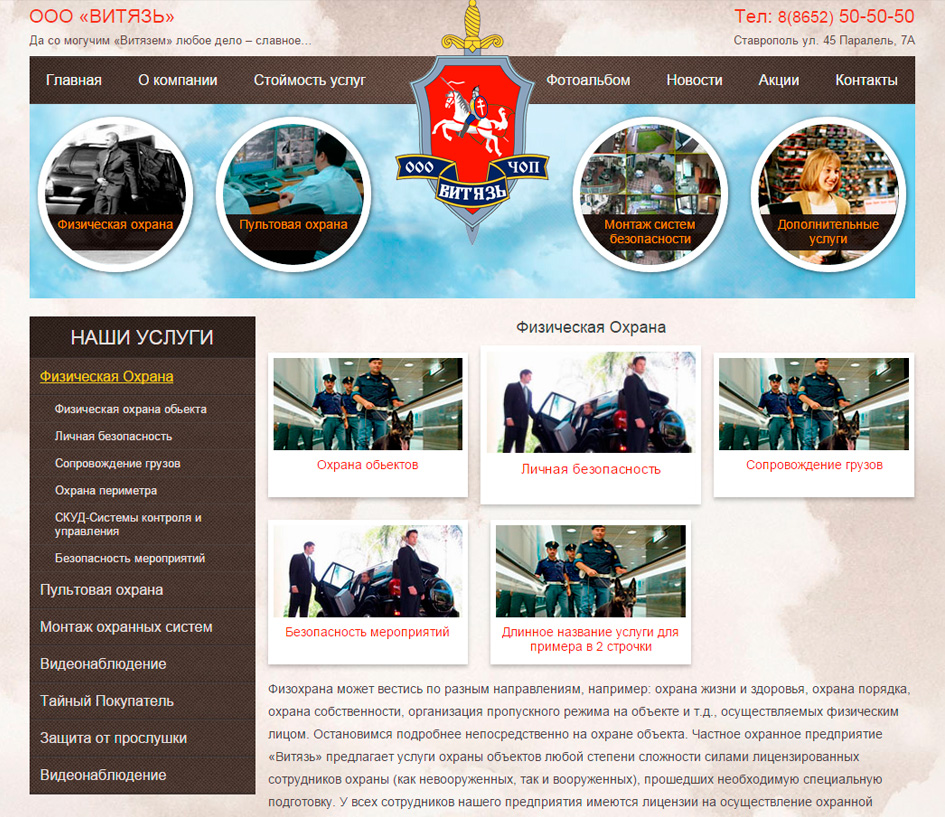 ООО «ВИТЯЗЬ»
Тел: 8(8652) 50-50-50
Да со могучим «Витязем» любое дело – славное...
Ставрополь ул. 45 Паралель, 7А
Главная
О компании
Стоймость услуг
Фотоальбом
Новости
Акции
Контакты
ООО
ЧОП
ВИТЯЗЬ
Физическая охрана
Пультовая охрана
Монтаж систем
безопасности
Дополнительные
услуги
НАШИ УСЛУГИ
Физическая Охрана
Физическая охрана обьекта
Личная безопасность
Сопровождение грузов
Охрана периметра
СКУД-Системы контроля и
управления
Безопасность мероприятий
Пультовая охрана
Монтаж охранных систем
Видеонаблюдение
Тайный Покупатель
Защита от прослушки
Видеонаблюдение
Физическая Охрана
Охрана обьектов
Личная безопасность
Сопровождение грузов
Безопасность мероприятий
Длинное название услуги для
примера в 2 строчки
Физохрана может вестись по разным направлениям, например: охрана жизни и здоровья, охрана порядка,
охрана собственности, организация пропускного режима на объекте и т.д., осуществляемых физическим
лицом. Остановимся подробнее непосредственно на охране объекта. Частное охранное предприятие
«Витязь» предлагает услуги охраны объектов любой степени сложности силами лицензированных
сотрудников охраны (как невооруженных, так и вооруженных), прошедших необходимую специальную
подготовку. У всех сотрудников нашего предприятия имеются лицензии на осуществление охранной